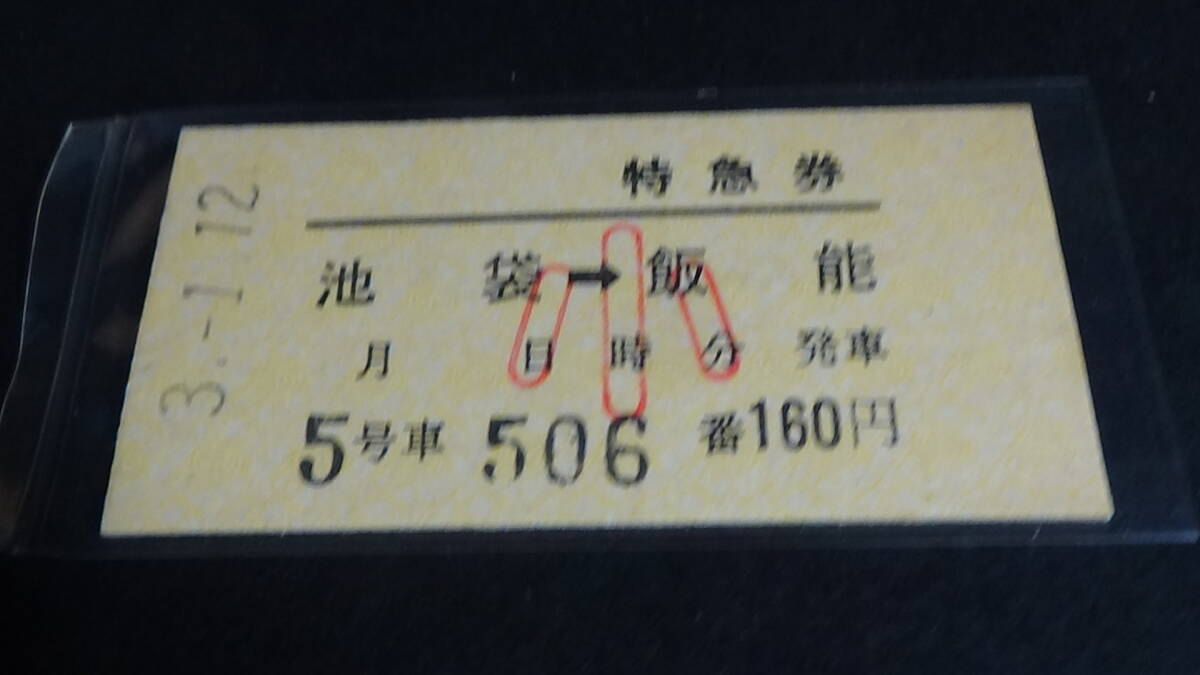 特急券
池袋➡飯能
小
月 日 時 分 発車
5号車 506 番 160円
3.-1.12